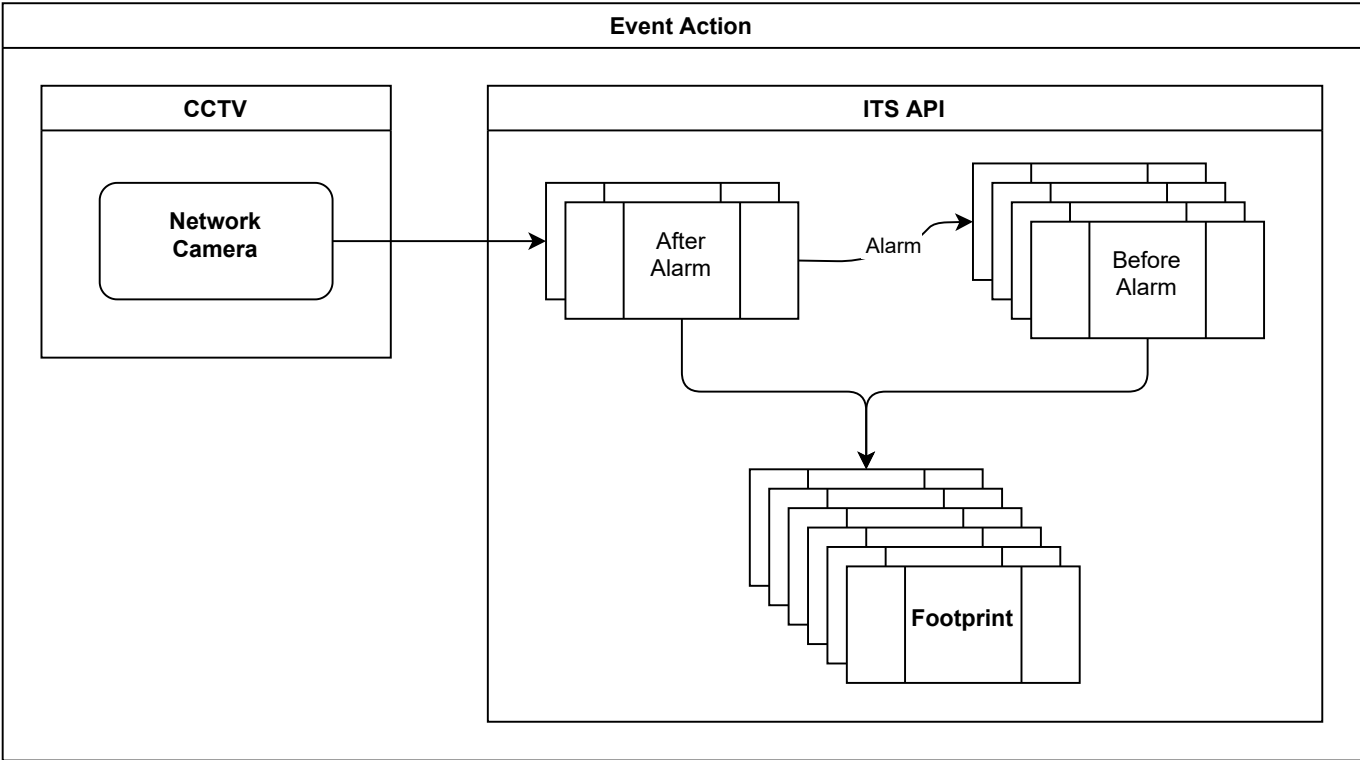 Event Action
CCTV
ITS API
Network
Camera
After
Alarm
Alarm
Before
Alarm
Footprint